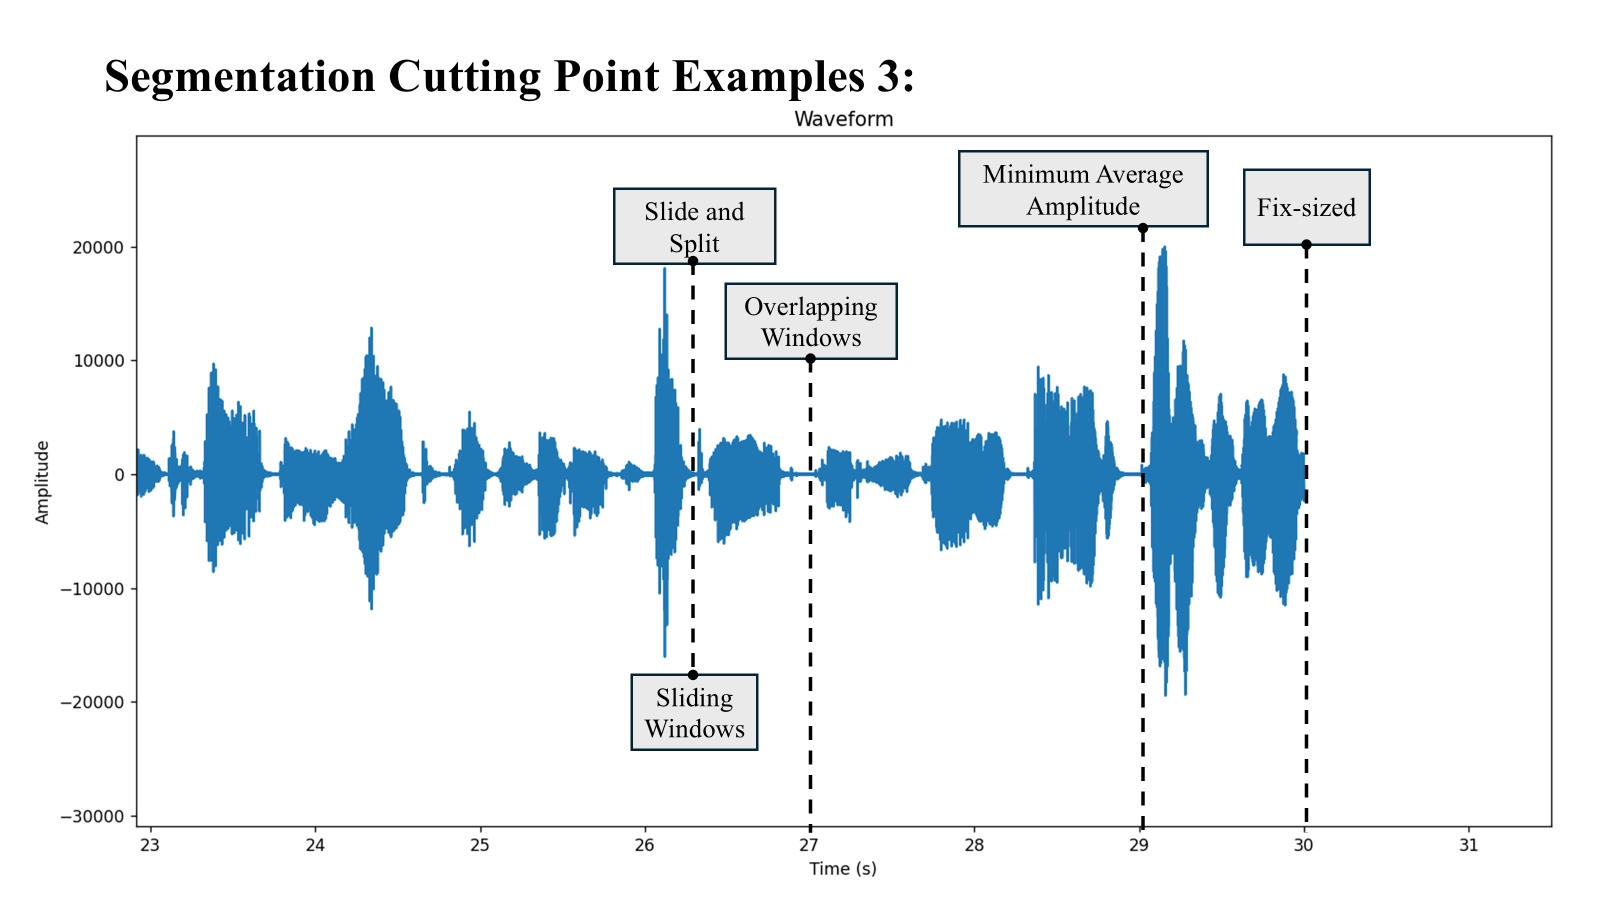 Segmentation Cutting Point Examples 3:
Waveform
Minimum Average
Amplitude
Fix-sized
Slide and
Split
Overlapping
Windows
Sliding
Windows
20000
10000
0
−10000
−20000
−30000
Amplitude
23 24 25 26 27 28 29 30 31
Time (s)